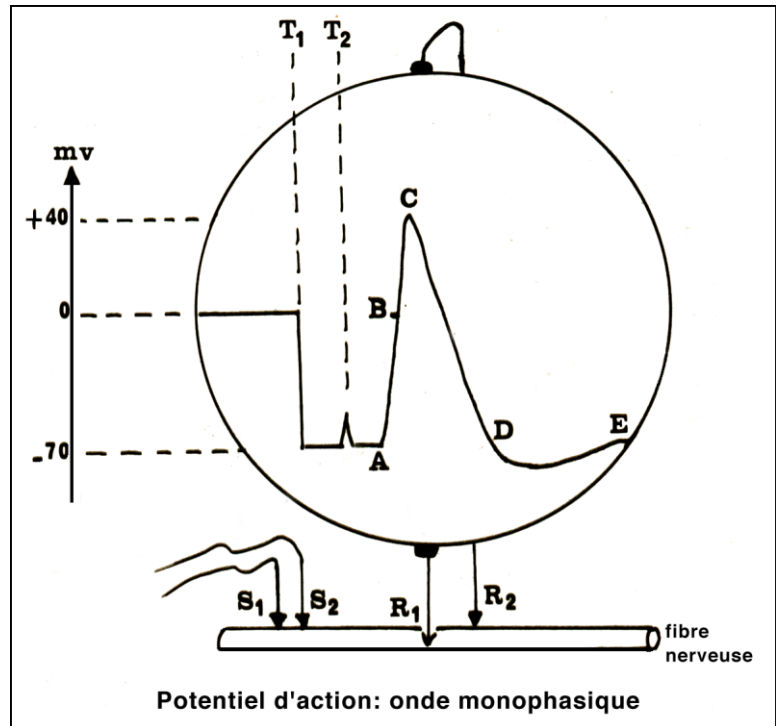 T1 T2
mv
+40
C
0
B
-70
A
D
E
S1 S2 R1 R2
fibre
nerveuse
Potentiel d'action: onde monophasique